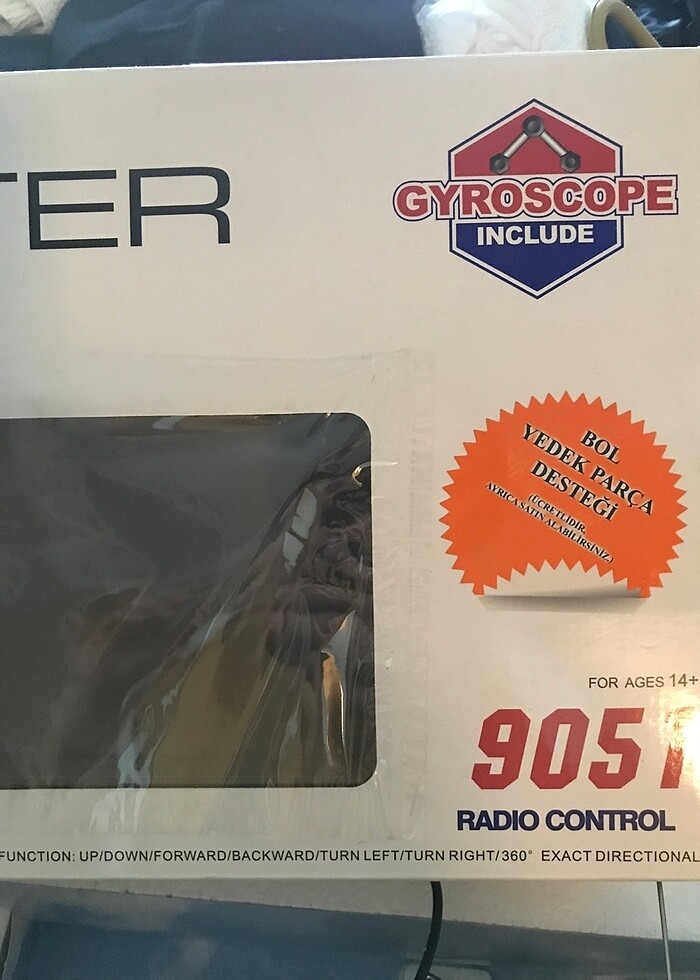 TER
GYROSCOPE
INCLUDE
BOL
YEDEK PARÇA
DESTEĞİ
(ÜCRETLİDİR.
AYRICA SATIN ALABİLİRSİNİZ.)
FOR AGES 14+
9051
RADIO CONTROL
FUNCTION: UP/DOWN/FORWARD/BACKWARD/TURN LEFT/TURN RIGHT/360° EXACT DIRECTIONAL